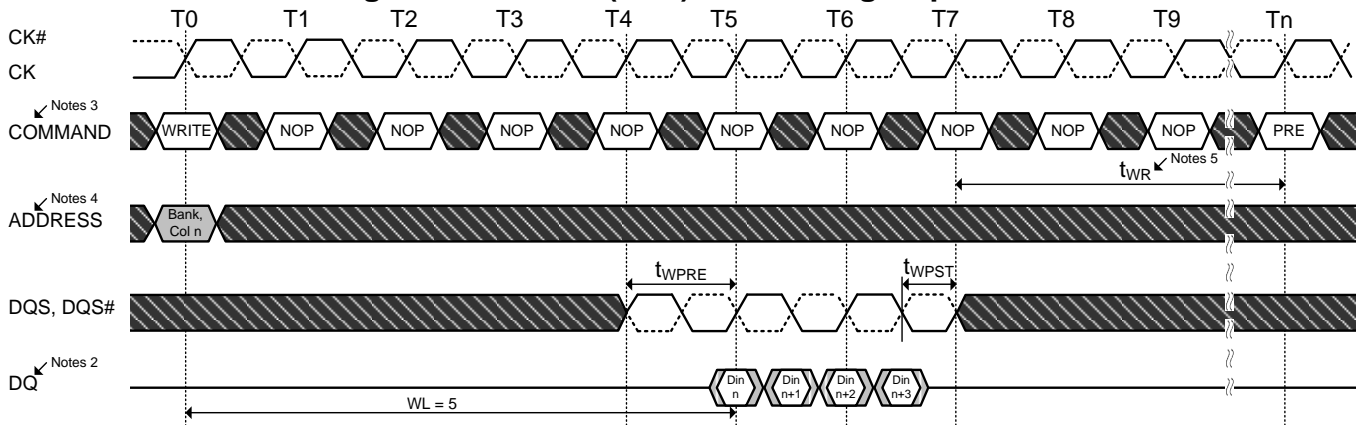 T0 T1 T2 T3 T4 T5 T6 T7 T8 T9 Tn
CK#
CK
Notes 3
COMMAND
WRITE NOP NOP NOP NOP NOP NOP NOP NOP NOP PRE
tWR Notes 5
Notes 4
ADDRESS
Bank,
Col n
tWPRE tWPST
DQS, DQS#
Notes 2
DQ
Din
n
Din
n+1
Din
n+2
Din
n+3
WL = 5